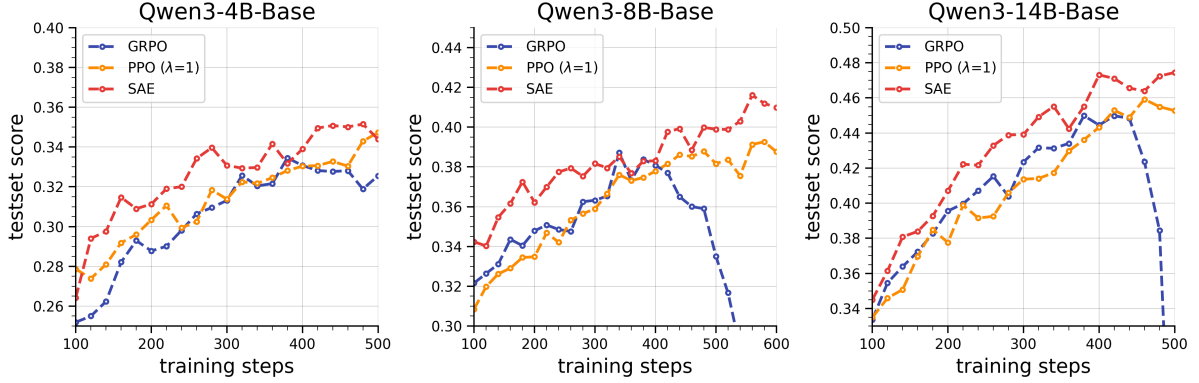 Qwen3-4B-Base
testset score
0.40
0.38
0.36
0.34
0.32
0.30
0.28
0.26
GRPO
PPO (λ=1)
SAE
100
200
300
400
500
training steps
Qwen3-8B-Base
testset score
0.44
0.42
0.40
0.38
0.36
0.34
0.32
0.30
GRPO
PPO (λ=1)
SAE
100
200
300
400
500
600
training steps
Qwen3-14B-Base
testset score
0.50
0.48
0.46
0.44
0.42
0.40
0.38
0.36
0.34
GRPO
PPO (λ=1)
SAE
100
200
300
400
500
training steps